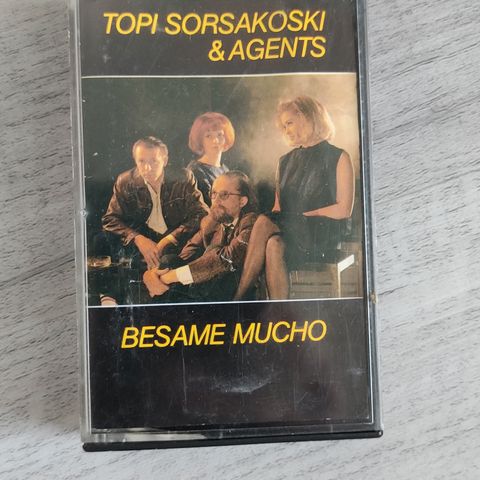 TOPI SORSAKOSKI
& AGENTS
BESAME MUCHO